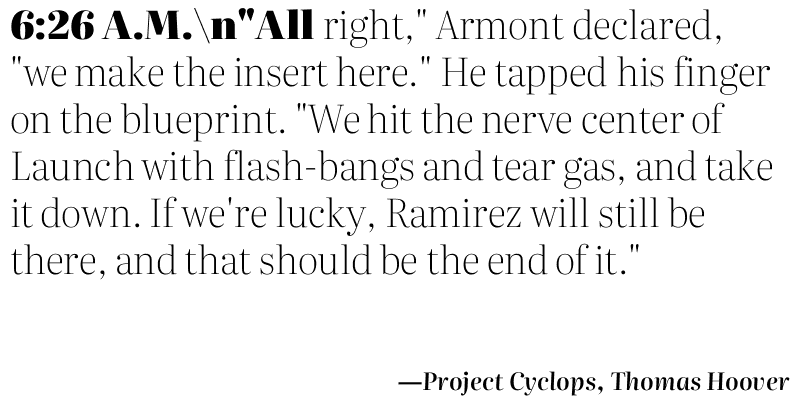 6:26 A.M.\n"All right," Armont declared,
"we make the insert here." He tapped his finger
on the blueprint. "We hit the nerve center of
Launch with flash-bangs and tear gas, and take
it down. If we're lucky, Ramirez will still be
there, and that should be the end of it."
—Project Cyclops, Thomas Hoover